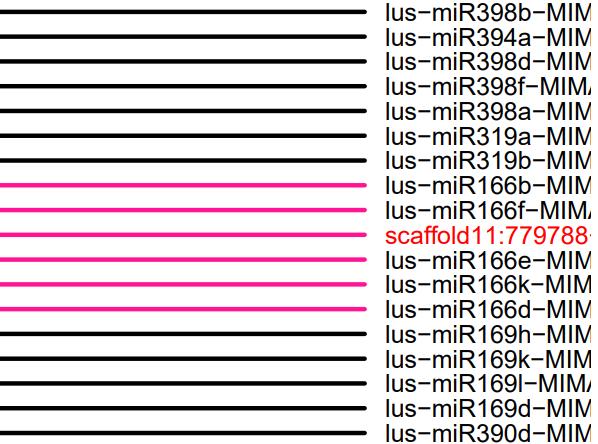 lus−miR398b−MIM
lus−miR394a−MIM
lus−miR398d−MIM
lus−miR398f−MIMA
lus−miR398a−MIM
lus−miR319a−MIM
lus−miR319b−MIM
lus−miR166b−MIM
lus−miR166f−MIMA
scaffold11:779788−
lus−miR166e−MIM
lus−miR166k−MIM
lus−miR166d−MIM
lus−miR169h−MIM
lus−miR169k−MIM
lus−miR169l−MIMA
lus−miR169d−MIM
lus−miR390d−MIM